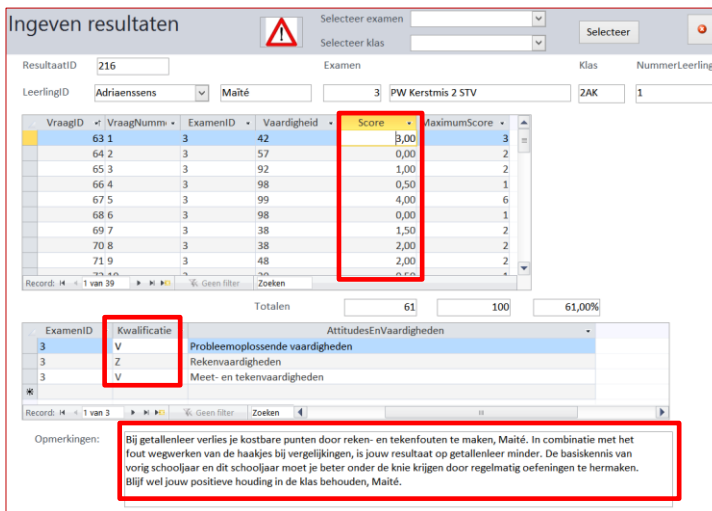 Ingeven resultaten
Selecteer examen
Selecteer klas
Selecteer
ResultaatID 216 Examen Klas NummerLeerling
LeerlingID Adriaenssens Maïté 3 PW Kerstmis 2 STV 2AK 1
VraagID VraagNumm ExamenID Vaardigheid Score MaximumScore
63 1 3 42 3,00 3
64 2 3 57 0,00 2
65 3 3 92 1,00 2
66 4 3 98 0,50 1
67 5 3 99 4,00 6
68 6 3 98 0,00 1
69 7 3 38 1,50 2
70 8 3 38 2,00 2
71 9 3 48 2,00 2
Record: 1 van 39 Geen filter Zoeken
Totalen 61 100 61,00%
ExamenID Kwalificatie AttitudesEnVaardigheden
3 V Probleemoplossende vaardigheden
3 Z Rekenvaardigheden
3 V Meet- en tekenvaardigheden
Record: 1 van 3 Geen filter Zoeken
Opmerkingen: Bij getallenleer verlies je kostbare punten door reken- en tekenfouten te maken, Maité. In combinatie met het
fout wegwerken van de haakjes bij vergelijkingen, is jouw resultaat op getallenleer minder. De basiskennis van
vorig schooljaar en dit schooljaar moet je beter onder de knie krijgen door regelmatig oefeningen te hermaken.
Blijf wel jouw positieve houding in de klas behouden, Maité.